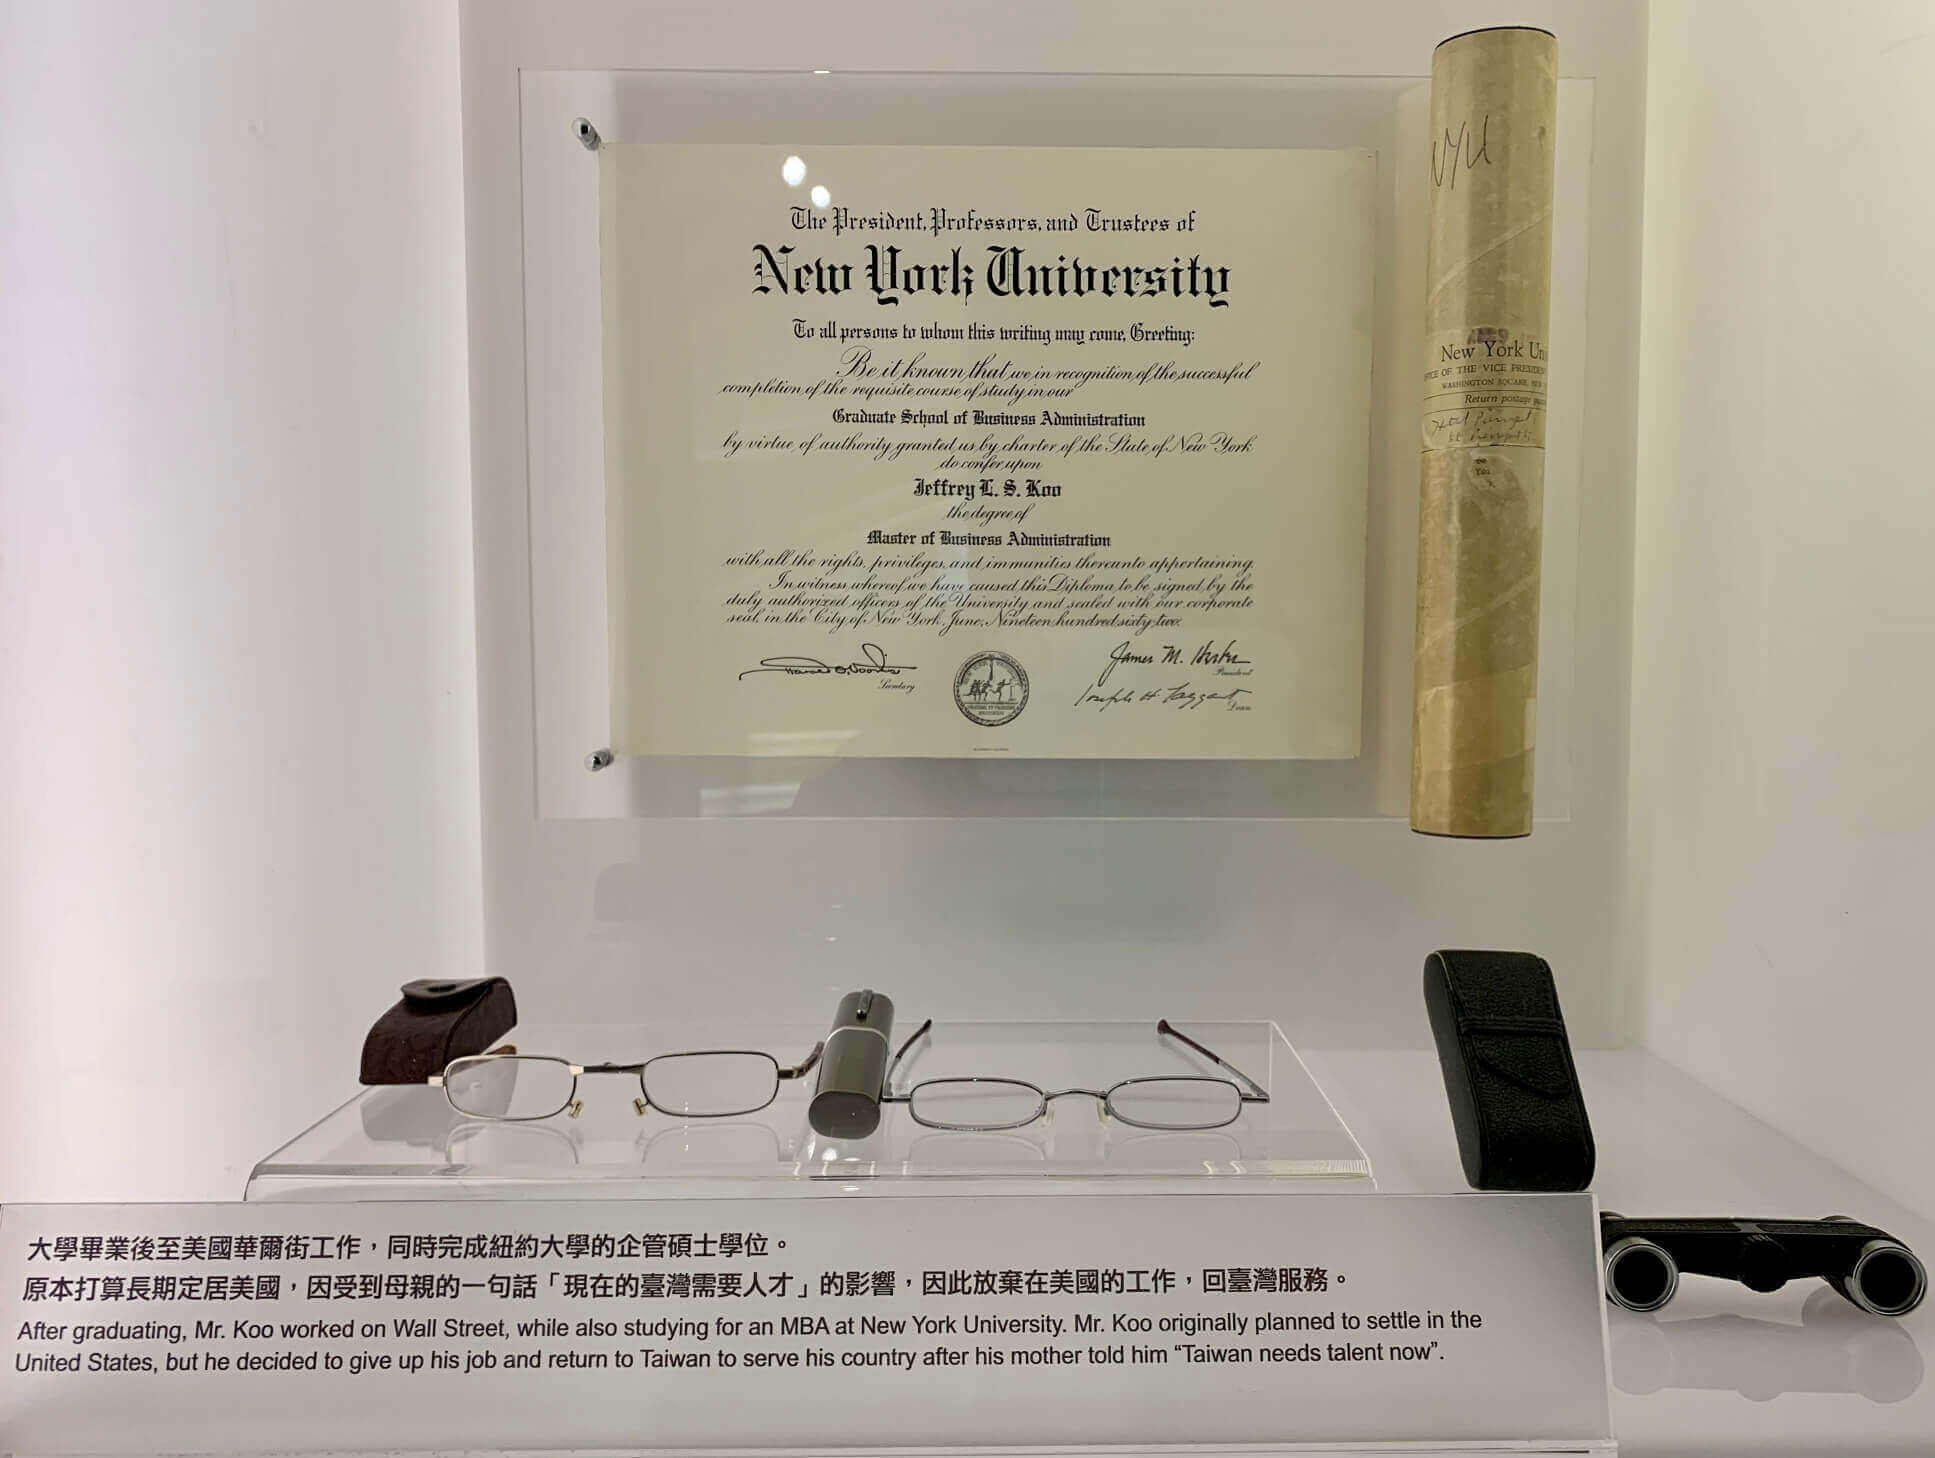 The President, Professors, and Trustees of
New York University
To all persons to whom this writing may come, Greeting:
Be it known that we, in recognition of the successful
completion of the requisite course of study in our
Graduate School of Business Administration
by virtue of authority granted us by charter of the State of New York
do confer upon
Jeffrey L. S. Koo
the degree of
Master of Business Administration
with all the rights, privileges, and immunities thereunto appertaining.
In witness whereof we have caused this Diploma to be signed by the
duly authorized officers of the University and sealed with our corporate
seal, in the City of New York, June, Nineteen hundred sixty two.
Secretary
James M. Hester
President
Joseph H. Taggart
Dean
NYU
New York Un
OFFICE OF THE VICE PRESIDEN
WASHINGTON SQUARE, NEW
Return postage
Hotel
大學畢業後至美國華爾街工作，同時完成紐約大學的企管碩士學位。
原本打算長期定居美國，因受到母親的一句話「現在的臺灣需要人才」的影響，因此放棄在美國的工作，回臺灣服務。
After graduating, Mr. Koo worked on Wall Street, while also studying for an MBA at New York University. Mr. Koo originally planned to settle in the
United States, but he decided to give up his job and return to Taiwan to serve his country after his mother told him “Taiwan needs talent now”.